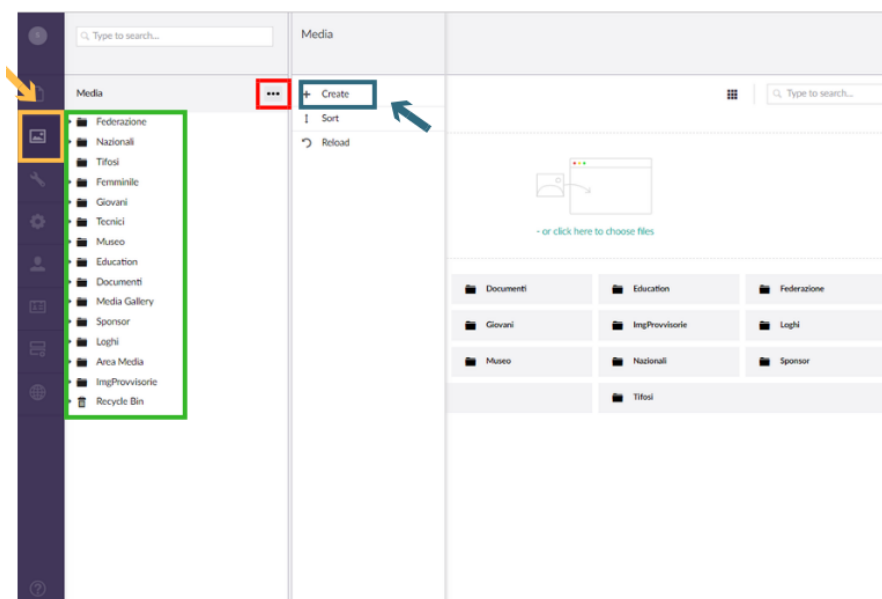 Type to search...
Media
Federazione
Nazionali
Tifosi
Femminile
Giovani
Tecnici
Museo
Education
Documenti
Media Gallery
Sponsor
Loghi
Area Media
ImgProvvisorie
Recycle Bin
Media
Create
Sort
Reload
Type to search...
- or click here to choose files
Documenti
Education
Federazione
Giovani
ImgProvvisorie
Loghi
Museo
Nazionali
Sponsor
Tifosi